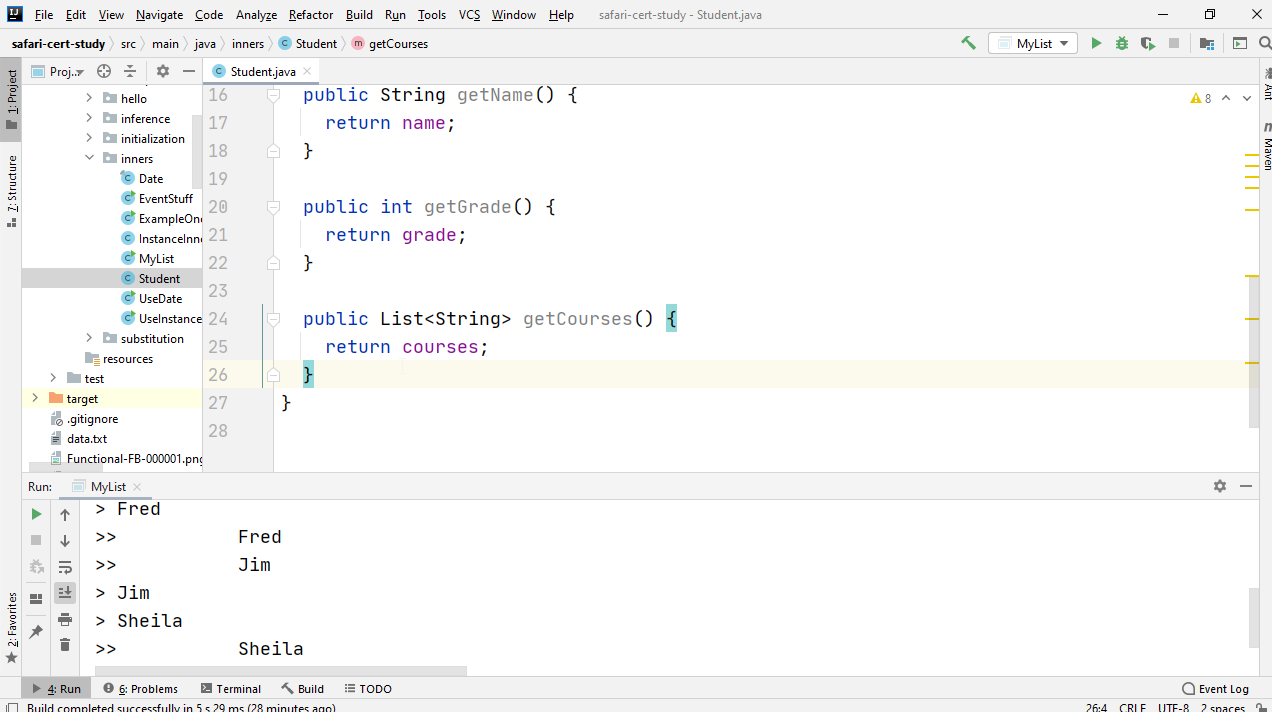 File Edit View Navigate Code Analyze Refactor Build Run Tools VCS Window Help safari-cert-study - Student.java
safari-cert-study src main java inners Student getCourses MyList
1: Project
7: Structure
2: Favorites
Proj...
hello
inference
initialization
inners
Date
EventStuff
ExampleOne
InstanceInne
MyList
Student
UseDate
UseInstance
substitution
resources
test
target
.gitignore
data.txt
Functional-FB-000001.png
Student.java
16 public String getName() {
17 return name;
18 }
19
20 public int getGrade() {
21 return grade;
22 }
23
24 public List<String> getCourses() {
25 return courses;
26 }
27 }
28
8
Ant
Maven
Run: MyList
> Fred
>> Fred
>> Jim
> Jim
> Sheila
>> Sheila
4: Run 6: Problems Terminal Build TODO Event Log
Build completed successfully in 5 s 29 ms (28 minutes ago) 26:4 CRLF UTF-8 2 spaces